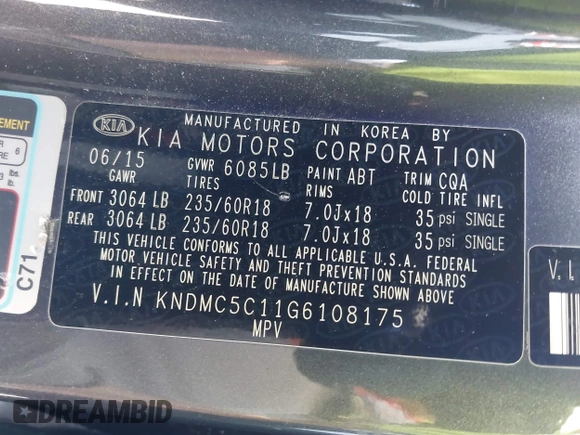 MANUFACTURED IN KOREA BY
KIA KIA MOTORS CORPORATION
06/15 GVWR 6085LB PAINT ABT TRIM CQA
GAWR TIRES RIMS COLD TIRE INFL
FRONT 3064 LB 235/60R18 7.0Jx18 35 psi SINGLE
REAR 3064 LB 235/60R18 7.0Jx18 35 psi SINGLE
THIS VEHICLE CONFORMS TO ALL APPLICABLE U.S.A. FEDERAL
MOTOR VEHICLE SAFETY AND THEFT PREVENTION STANDARDS
IN EFFECT ON THE DATE OF MANUFACTURE SHOWN ABOVE
V.I.N KNDMC5C11G6108175
MPV
C71
6
lbs.
V.I
DREAMBID